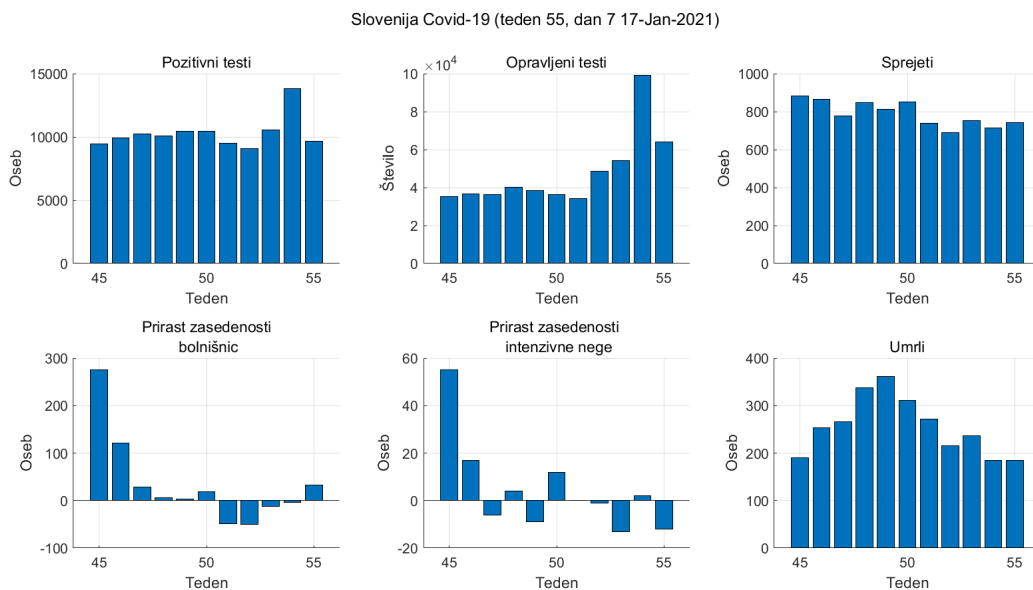 Slovenija Covid-19 (teden 55, dan 7 17-Jan-2021)
Pozitivni testi
15000
10000
5000
0
Oseb
45 50 55
Teden
Opravljeni testi
×10⁴
10
8
6
4
2
0
Število
45 50 55
Teden
Sprejeti
1000
800
600
400
200
0
Oseb
45 50 55
Teden
Prirast zasedenosti
bolnišnic
300
200
100
0
-100
Oseb
45 50 55
Teden
Prirast zasedenosti
intenzivne nege
60
40
20
0
-20
Oseb
45 50 55
Teden
Umrli
400
300
200
100
0
Oseb
45 50 55
Teden